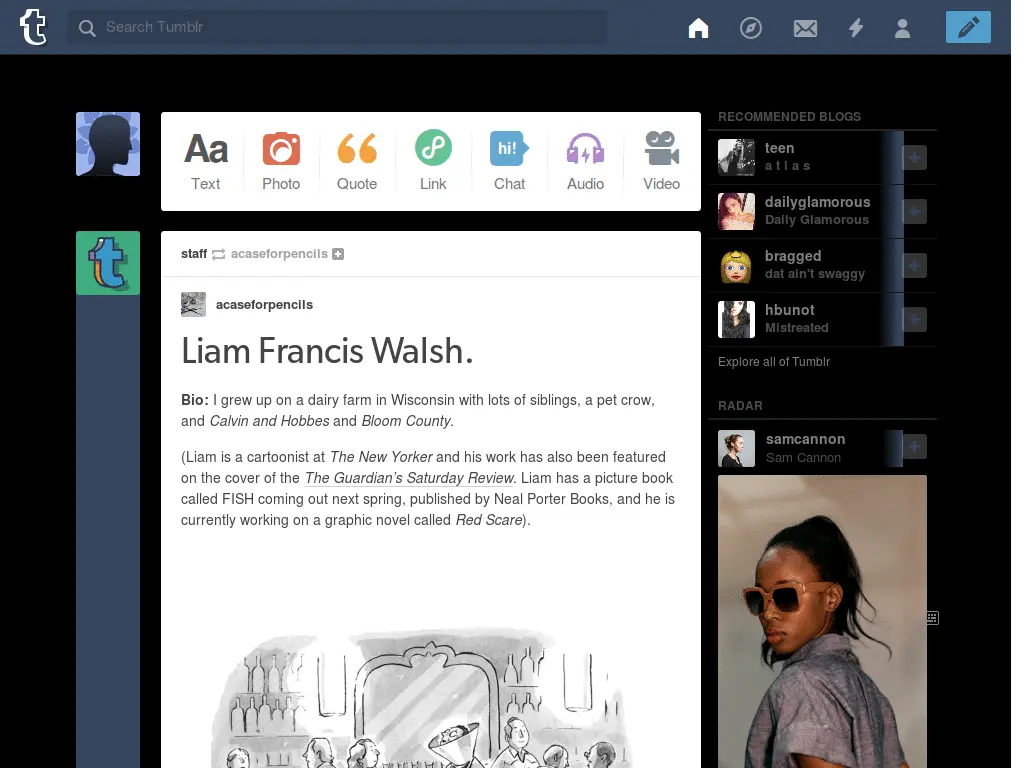 Search Tumblr
Aa
hi!
Text
Photo
Quote
Link
Chat
Audio
Video
staff acaseforpencils
acaseforpencils
Liam Francis Walsh.
Bio: I grew up on a dairy farm in Wisconsin with lots of siblings, a pet crow,
and Calvin and Hobbes and Bloom County.
(Liam is a cartoonist at The New Yorker and his work has also been featured
on the cover of the The Guardian’s Saturday Review. Liam has a picture book
called FISH coming out next spring, published by Neal Porter Books, and he is
currently working on a graphic novel called Red Scare).
RECOMMENDED BLOGS
teen
a t l a s
dailyglamorous
Daily Glamorous
bragged
dat ain't swaggy
hbunot
Mistreated
Explore all of Tumblr
RADAR
samcannon
Sam Cannon